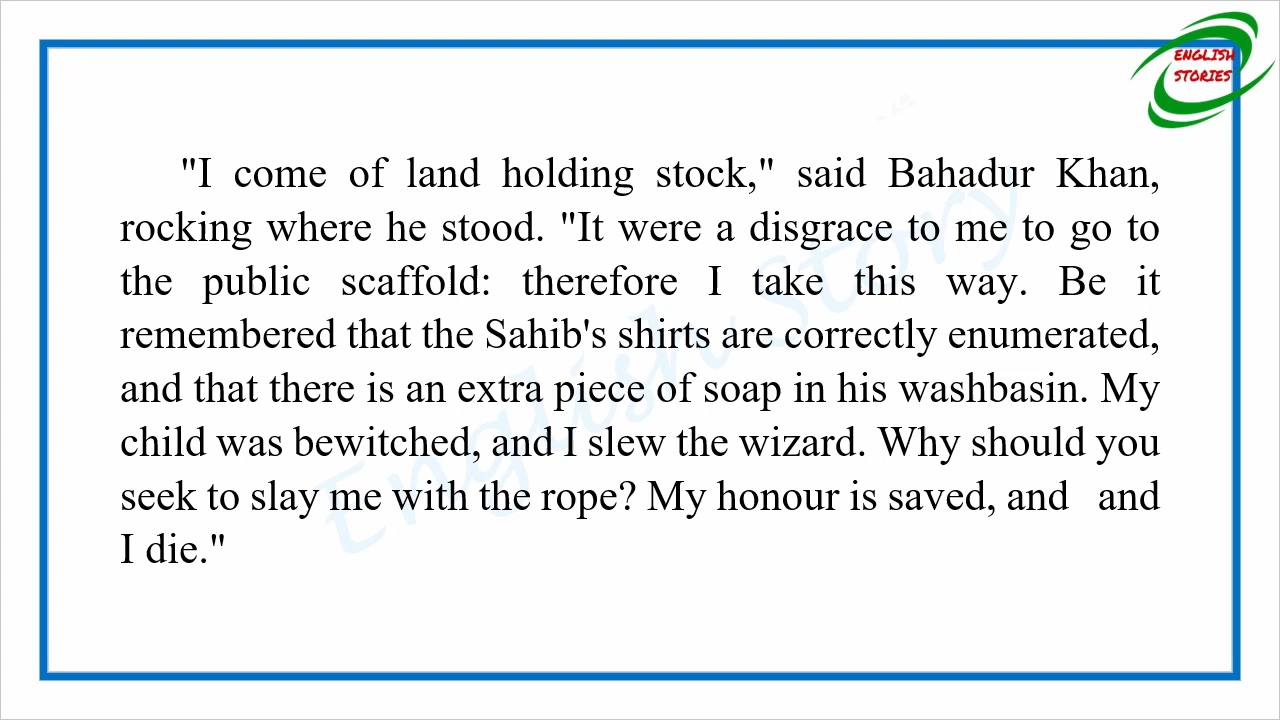 ENGLISH
STORIES
"I come of land holding stock," said Bahadur Khan,
rocking where he stood. "It were a disgrace to me to go to
the public scaffold: therefore I take this way. Be it
remembered that the Sahib's shirts are correctly enumerated,
and that there is an extra piece of soap in his washbasin. My
child was bewitched, and I slew the wizard. Why should you
seek to slay me with the rope? My honour is saved, and   and
I die."
English Story